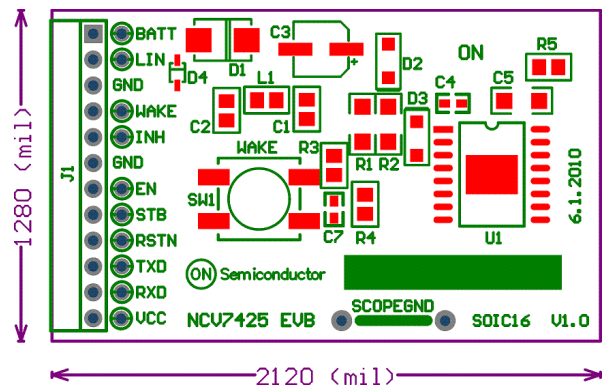 BATT
LIN
GND
WAKE
INH
GND
EN
STB
RSTN
TXD
RXD
VCC
J1
1280 (mil)
2120 (mil)
D4
D1
C3
+
D2
ON
R5
L1
C2
C1
C4
C5
D3
WAKE
R3
R1
R2
SW1
C7
R4
U1
6.1.2010
ON Semiconductor
SCOPEGND
NCV7425 EVB
SOIC16 V1.0